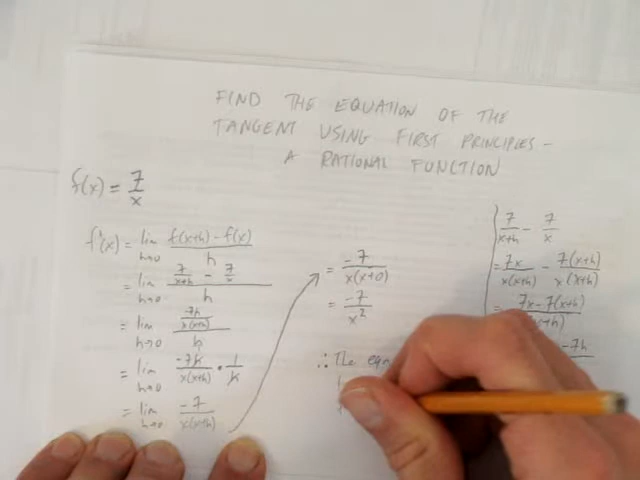 FIND THE EQUATION OF THE
TANGENT USING FIRST PRINCIPLES -
A RATIONAL FUNCTION
f(x) = 7/x
f'(x) = lim h→0 (f(x+h) - f(x))/h
= lim h→0 (7/(x+h) - 7/x)/h
= lim h→0 (-7h/(x(x+h)))/h
= lim h→0 -7h/(x(x+h)) · 1/h
= lim h→0 -7/(x(x+h))
= -7/(x(x+0))
= -7/x²
∴ THE
7/(x+h) - 7/x
= 7x/(x(x+h)) - 7(x+h)/(x(x+h))
= 7x-7(x+h)
-7h